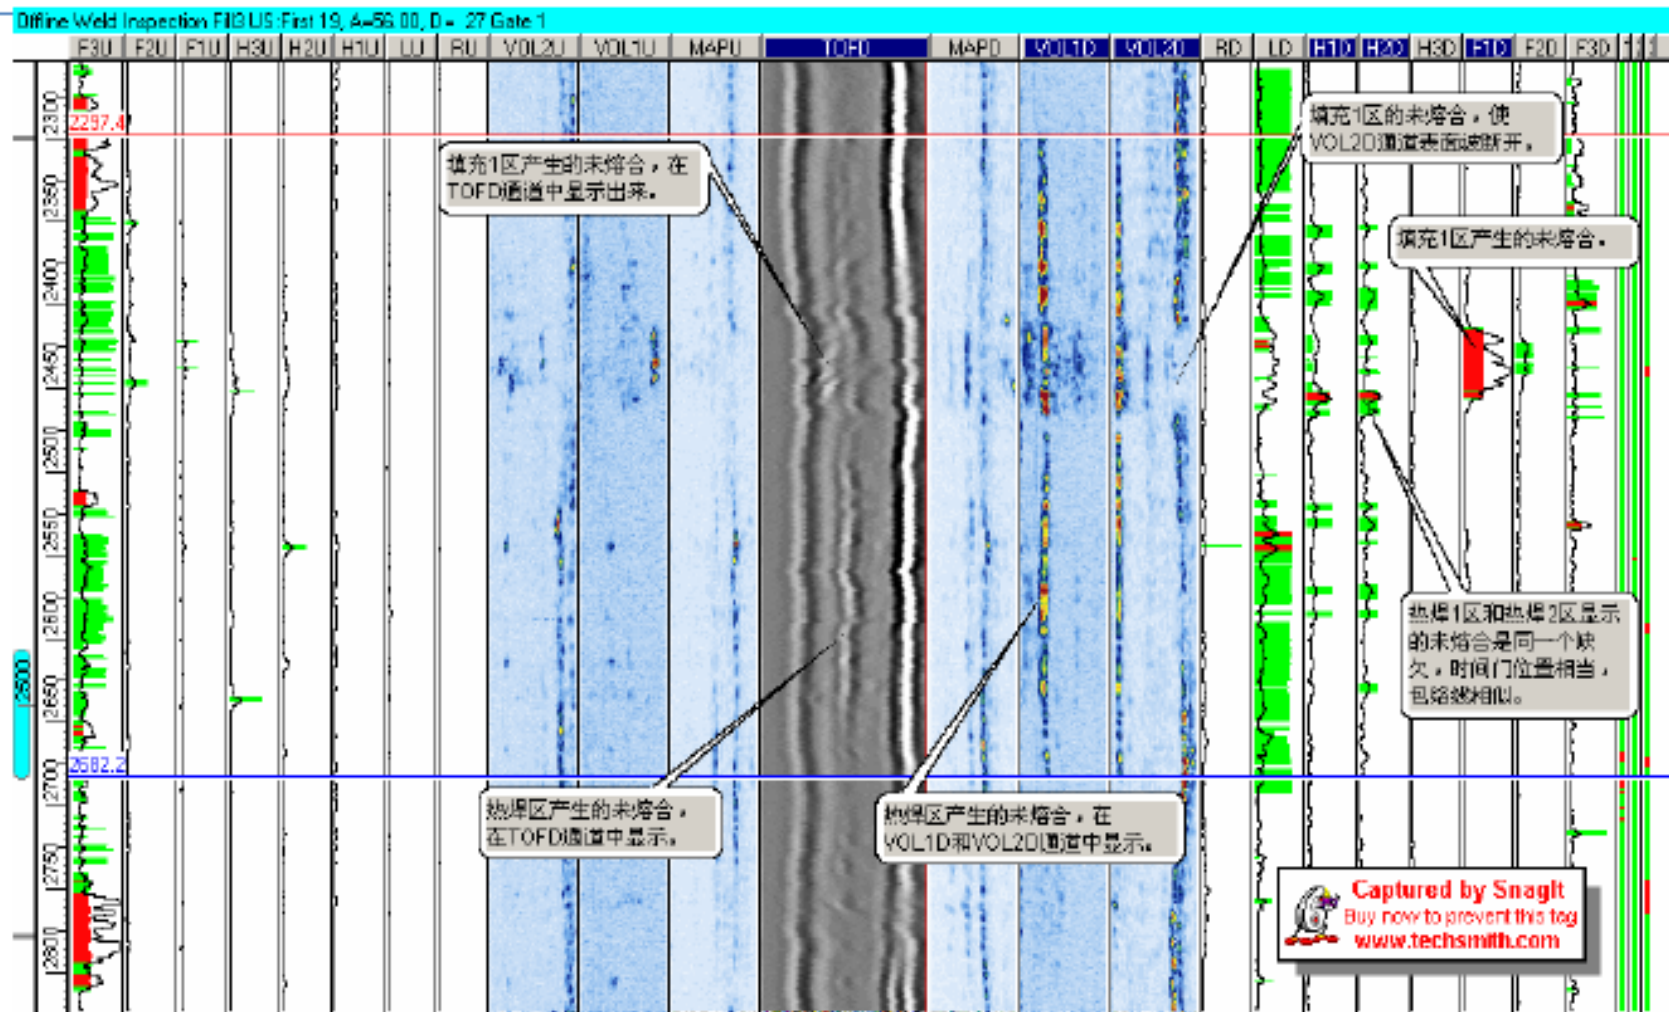 Offline Weld Inspection Fill3 US:First 19, A=56.00, D= .27 Gate 1
F3U F2U F1U H3U H2U H1U LU RU VOL2U VOL1U MAPU TOFD MAPD VOL1D VOL2D RD LD H1D H2D H3D F1D F2D F3D
2300
2297.4
填充1区的未熔合，使
VOL2D通道表面波断开。
填充1区产生的未熔合，在
TOFD通道中显示出来。
2350
填充1区产生的未熔合。
2400
2450
2500
2550
2600
热焊1区和热焊2区显示
的未熔合是同一个缺
欠，时间门位置相当，
包络线相似。
2650
2500
2682.2
2700
热焊区产生的未熔合，
在TOFD通道中显示。
热焊区产生的未熔合，在
VOL1D和VOL2D通道中显示。
2750
2800
Captured by SnagIt
Buy now to prevent this tag
www.techsmith.com